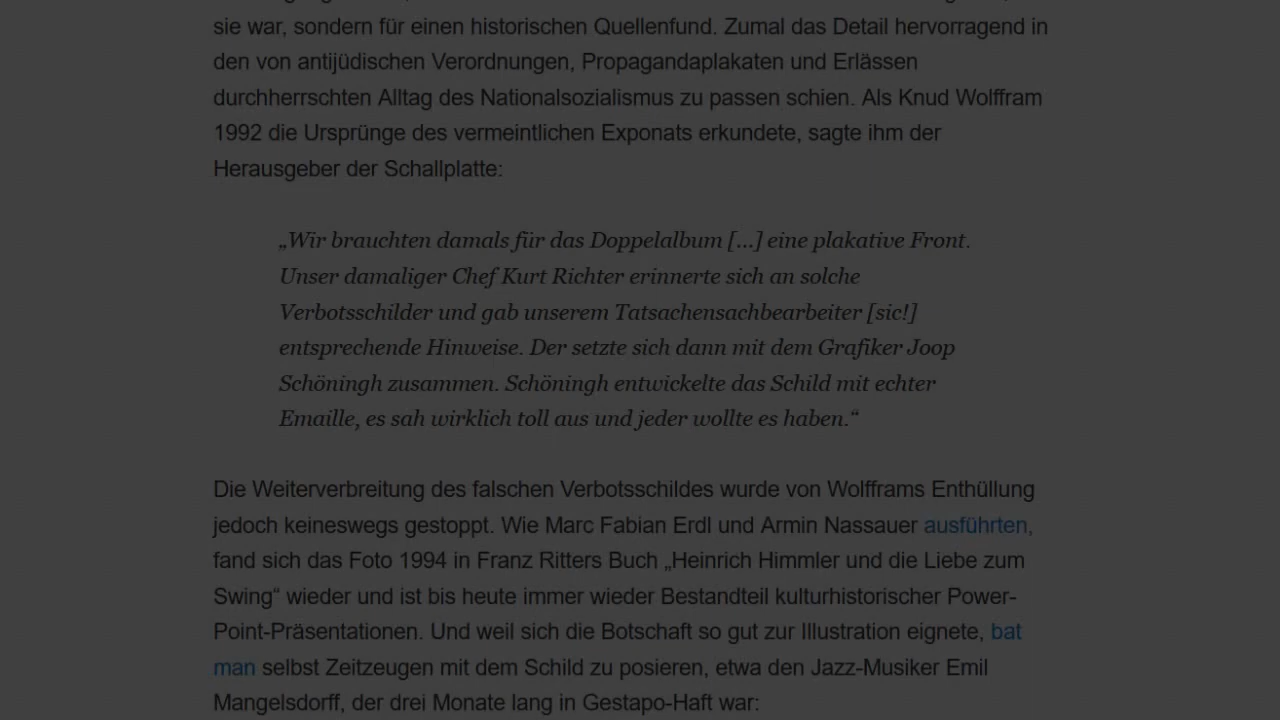 sie war, sondern für einen historischen Quellenfund. Zumal das Detail hervorragend in
den von antijüdischen Verordnungen, Propagandaplakaten und Erlässen
durchherrschten Alltag des Nationalsozialismus zu passen schien. Als Knud Wolffram
1992 die Ursprünge des vermeintlichen Exponats erkundete, sagte ihm der
Herausgeber der Schallplatte:
„Wir brauchten damals für das Doppelalbum [...] eine plakative Front.
Unser damaliger Chef Kurt Richter erinnerte sich an solche
Verbotsschilder und gab unserem Tatsachensachbearbeiter [sic!]
entsprechende Hinweise. Der setzte sich dann mit dem Grafiker Joop
Schöningh zusammen. Schöningh entwickelte das Schild mit echter
Emaille, es sah wirklich toll aus und jeder wollte es haben.“
Die Weiterverbreitung des falschen Verbotsschildes wurde von Wolfframs Enthüllung
jedoch keineswegs gestoppt. Wie Marc Fabian Erdl und Armin Nassauer ausführten,
fand sich das Foto 1994 in Franz Ritters Buch „Heinrich Himmler und die Liebe zum
Swing“ wieder und ist bis heute immer wieder Bestandteil kulturhistorischer Power-
Point-Präsentationen. Und weil sich die Botschaft so gut zur Illustration eignete, bat
man selbst Zeitzeugen mit dem Schild zu posieren, etwa den Jazz-Musiker Emil
Mangelsdorff, der drei Monate lang in Gestapo-Haft war: